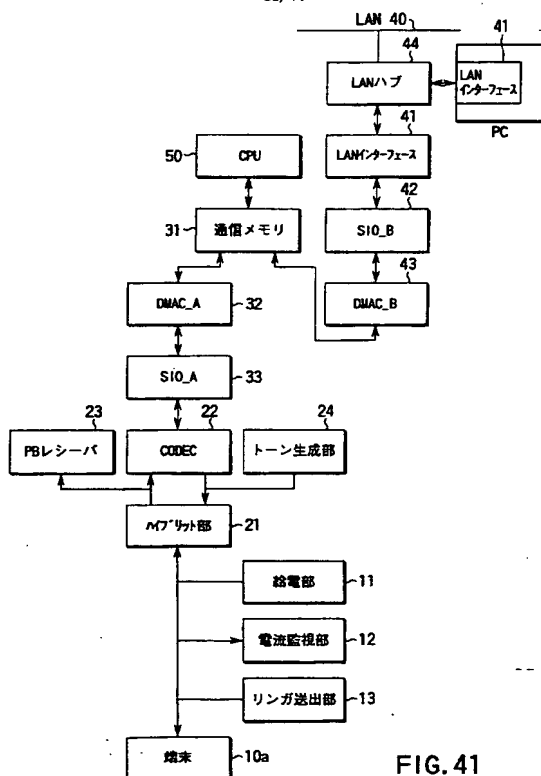 LAN 40
44
41
LANハブ
LAN
インターフェース
PC
41
50
CPU
LANインターフェース
42
31
通信メモリ
SIO_B
43
DMAC_A
32
DMAC_B
SIO_A
33
23
22
24
PBレシーバ
CODEC
トーン生成部
ハイブリット部
21
給電部
11
電流監視部
12
リンガ送出部
13
端末
10a
FIG. 41